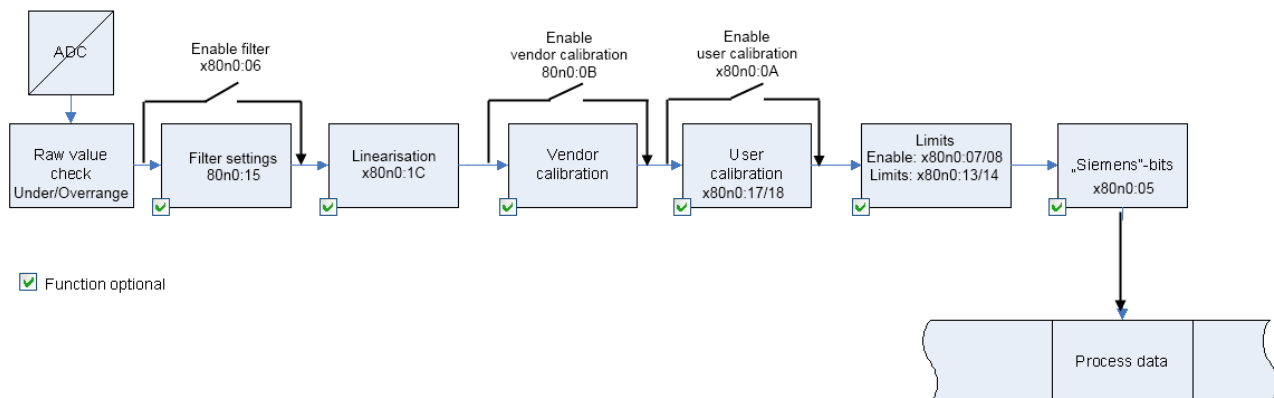 ADC
Enable filter
x80n0:06
Enable
vendor calibration
80n0:0B
Enable
user calibration
x80n0:0A
Raw value
check
Under/Overrange
Filter settings
80n0:15
Linearisation
x80n0:1C
Vendor
calibration
User
calibration
x80n0:17/18
Limits
Enable: x80n0:07/08
Limits: x80n0:13/14
„Siemens"-bits
x80n0:05
Function optional
Process data